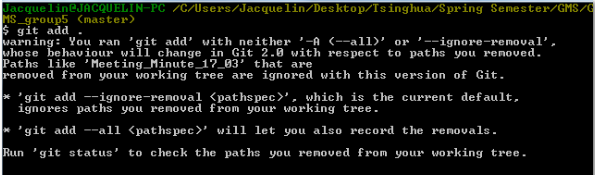 Jacquelin@JACQUELIN-PC /C/Users/Jacquelin/Desktop/Tsinghua/Spring Semester/GMS/G
MS_group5 (master)
$ git add .
warning: You ran 'git add' with neither '-A (--all)' or '--ignore-removal',
whose behaviour will change in Git 2.0 with respect to paths you removed.
Paths like 'Meeting_Minute_17_03' that are
removed from your working tree are ignored with this version of Git.
* 'git add --ignore-removal <pathspec>', which is the current default,
ignores paths you removed from your working tree.
* 'git add --all <pathspec>' will let you also record the removals.
Run 'git status' to check the paths you removed from your working tree.